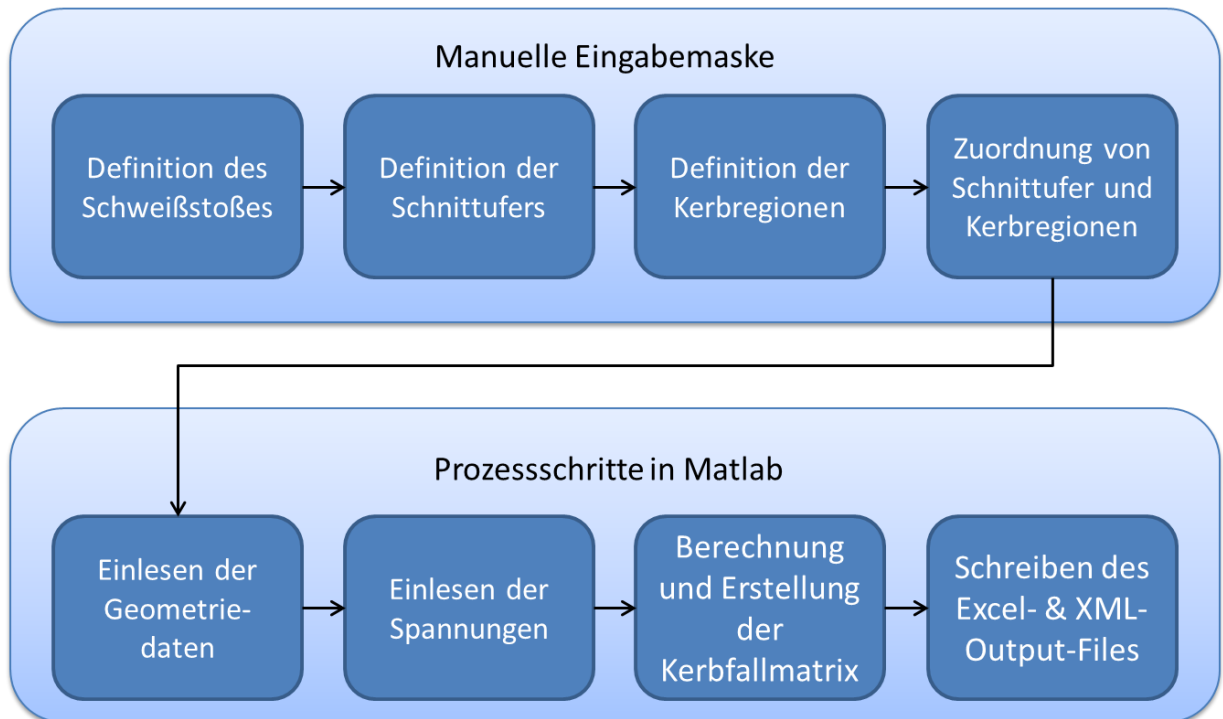 Manuelle Eingabemaske
Definition des
Schweißstoßes
Definition der
Schnittufers
Definition der
Kerbregionen
Zuordnung von
Schnittufer und
Kerbregionen
Prozessschritte in Matlab
Einlesen der
Geometrie-
daten
Einlesen der
Spannungen
Berechnung
und Erstellung
der
Kerbfallmatrix
Schreiben des
Excel- & XML-
Output-Files